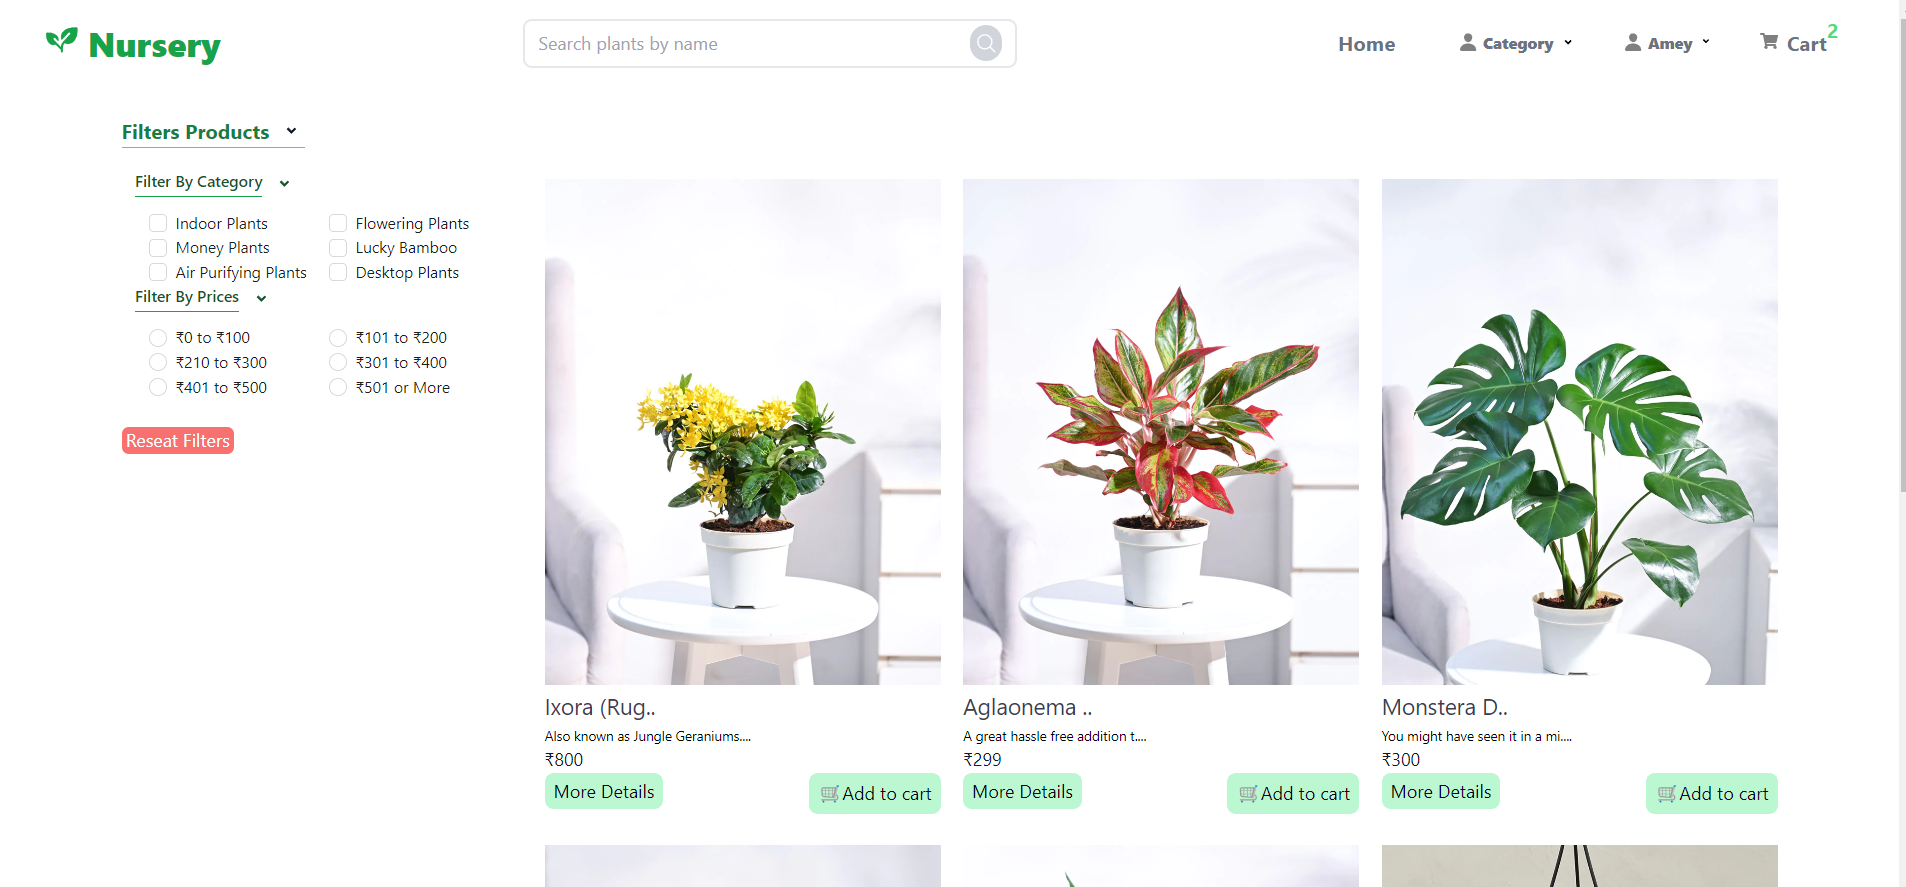 Nursery
Search plants by name
Home
Category
Amey
Cart 2
Filters Products
Filter By Category
Indoor Plants
Flowering Plants
Money Plants
Lucky Bamboo
Air Purifying Plants
Desktop Plants
Filter By Prices
₹0 to ₹100
₹101 to ₹200
₹210 to ₹300
₹301 to ₹400
₹401 to ₹500
₹501 or More
Reseat Filters
Ixora (Rug..
Also known as Jungle Geraniums....
₹800
More Details
Add to cart
Aglaonema ..
A great hassle free addition t....
₹299
More Details
Add to cart
Monstera D..
You might have seen it in a mi....
₹300
More Details
Add to cart